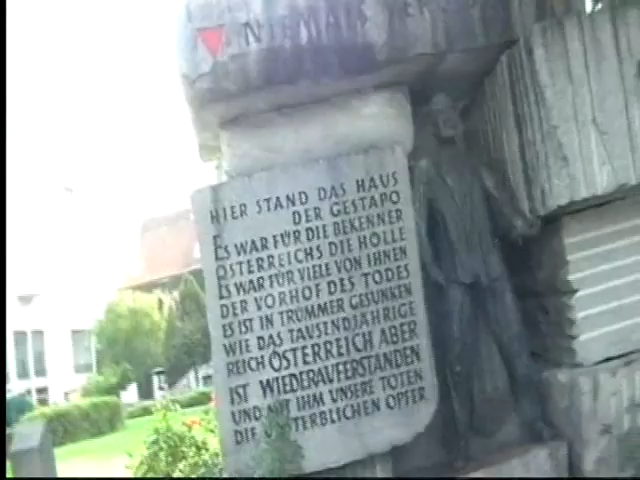 NIEMALS
HIER STAND DAS HAUS
DER GESTAPO
ES WAR FÜR DIE BEKENNER
ÖSTERREICHS DIE HÖLLE
ES WAR FÜR VIELE VON IHNEN
DER VORHOF DES TODES
ES IST IN TRÜMMER GESUNKEN
WIE DAS TAUSENDJÄHRIGE
REICH ÖSTERREICH ABER
IST WIEDERAUFERSTANDEN
UND MIT IHM UNSERE TOTEN
DIE UNSTERBLICHEN OPFER